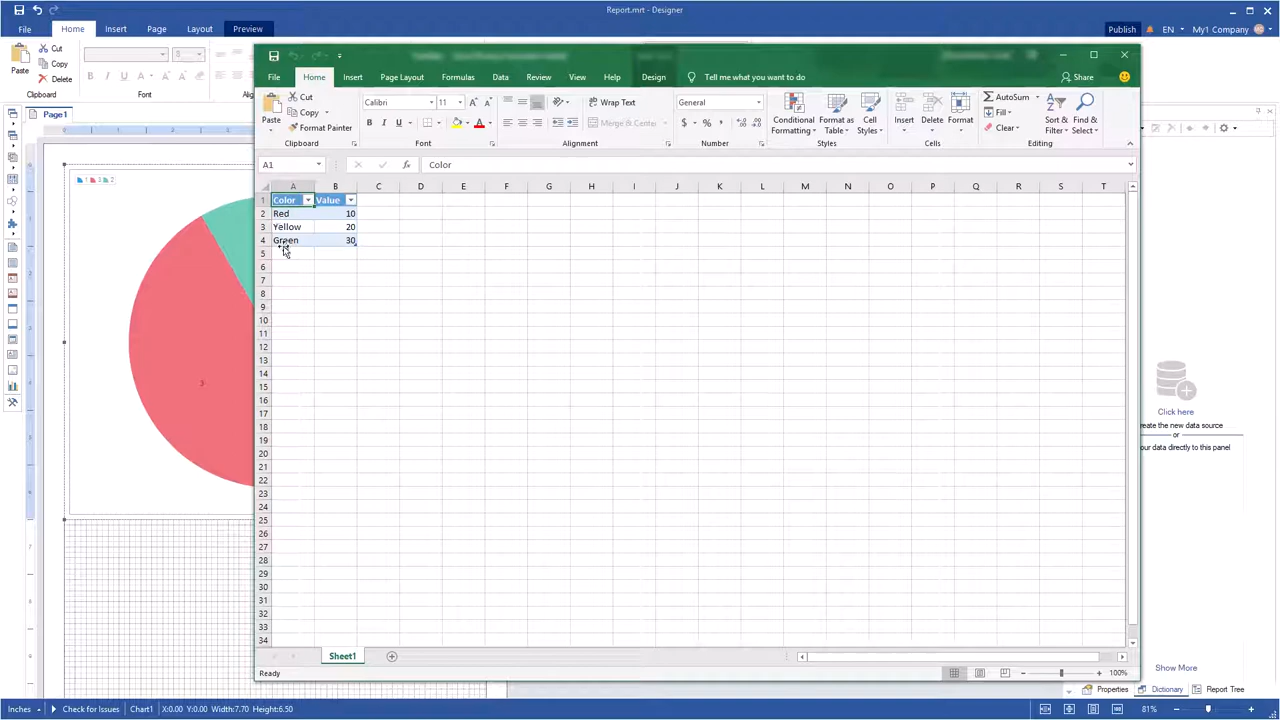 Report.mrt - Designer
File Home Insert Page Layout Preview
Publish EN My1 Company
Paste Cut Copy Delete
Clipboard Font
Page1
File Home Insert Page Layout Formulas Data Review View Help Design Tell me what you want to do Share
Paste Cut Copy Format Painter
Calibri 11
Wrap Text
Merge & Center
General
Conditional Formatting Format as Table Cell Styles
Insert Delete Format
AutoSum Fill Clear
Sort & Filter Find & Select
Clipboard Font Alignment Number Styles Cells Editing
A1 fx Color
A B C D E F G H I J K L M N O P Q R S T
1 Color Value
2 Red 10
3 Yellow 20
4 Green 30
5
6
7
8
9
10
11
12
13
14
15
16
17
18
19
20
21
22
23
24
25
26
27
28
29
30
31
32
33
34
1 3 2
3
Click here
create the new data source
or
your data directly to this panel
Show More
Sheet1
Ready
100%
Properties Dictionary Report Tree
Inches Check for Issues Chart1 X:0.00 Y:0.00 Width:7.70 Height:6.50 81%